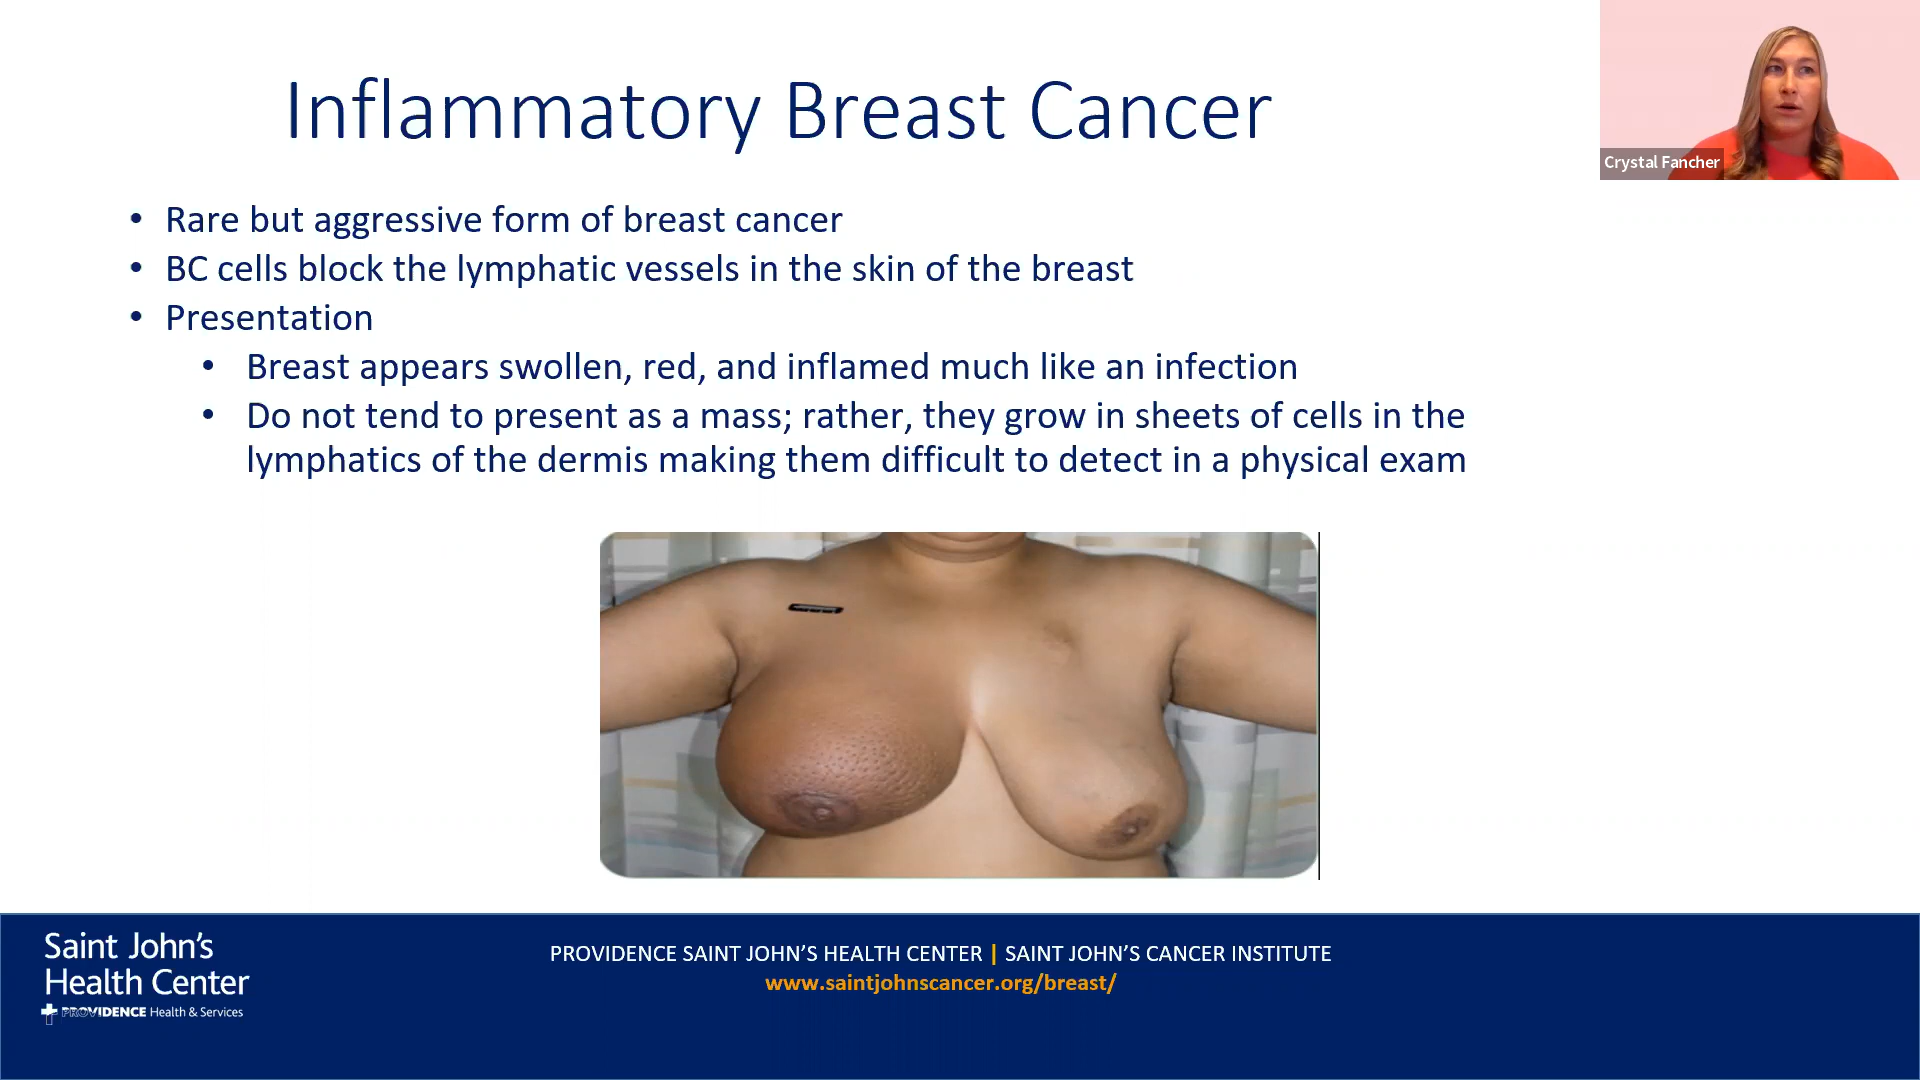 Inflammatory Breast Cancer
Crystal Fancher
• Rare but aggressive form of breast cancer
• BC cells block the lymphatic vessels in the skin of the breast
• Presentation
• Breast appears swollen, red, and inflamed much like an infection
• Do not tend to present as a mass; rather, they grow in sheets of cells in the
lymphatics of the dermis making them difficult to detect in a physical exam
Saint John’s
Health Center
PROVIDENCE Health & Services
PROVIDENCE SAINT JOHN’S HEALTH CENTER | SAINT JOHN’S CANCER INSTITUTE
www.saintjohnscancer.org/breast/